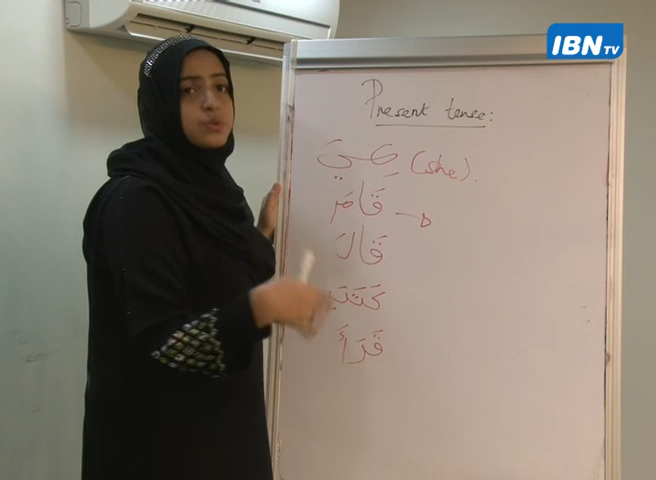 IBN TV
Present tense:
هِيَ (she).
قَامَ
قَالَ
كَتَبَ
قَرَأَ